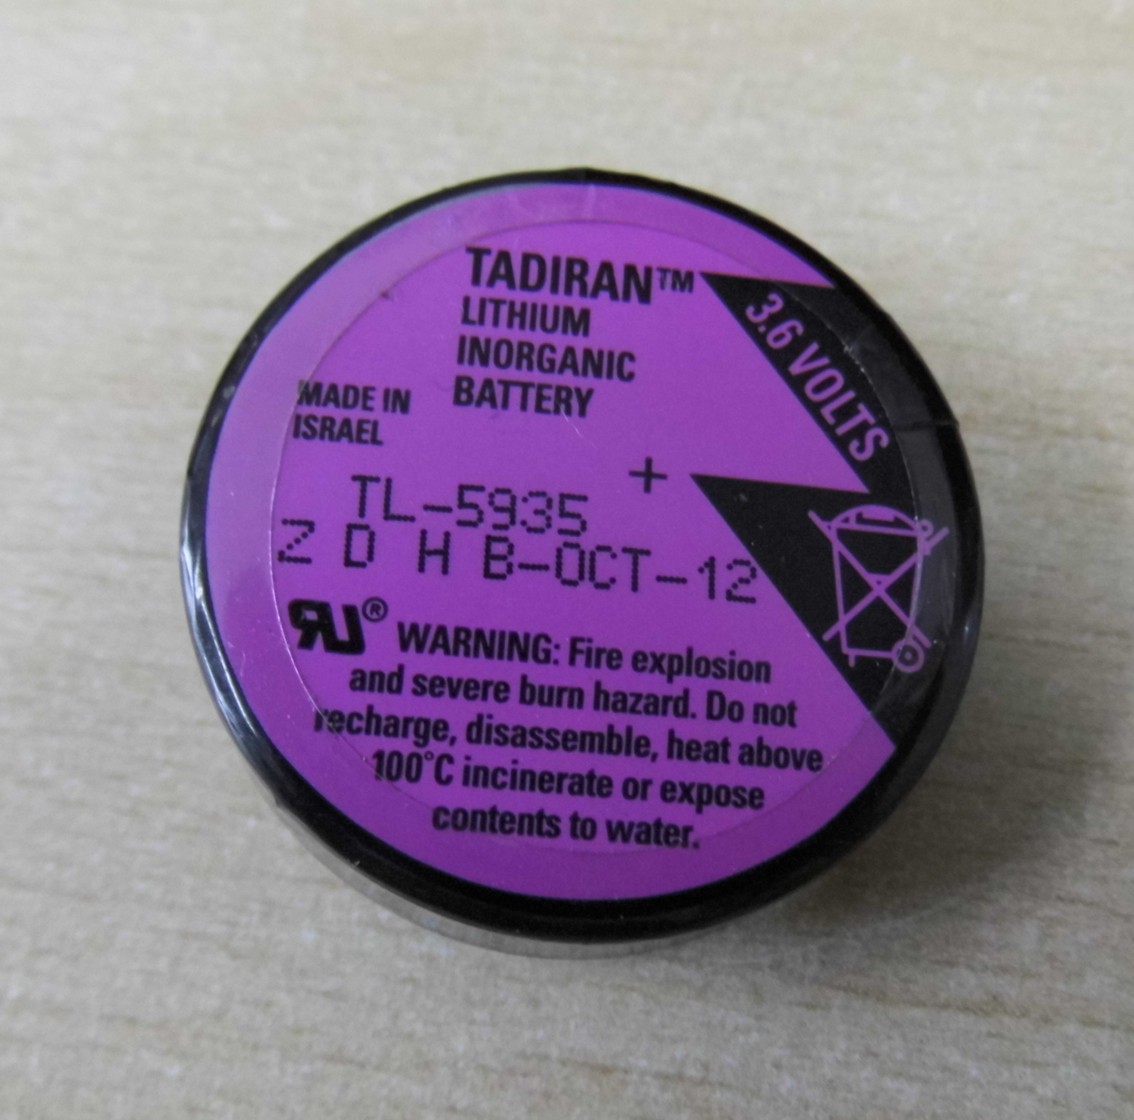 TADIRAN™
LITHIUM
INORGANIC
BATTERY
3.6 VOLTS
MADE IN
ISRAEL
+
TL-5935
Z D H B-OCT-12
RU® WARNING: Fire explosion
and severe burn hazard. Do not
recharge, disassemble, heat above
100°C incinerate or expose
contents to water.